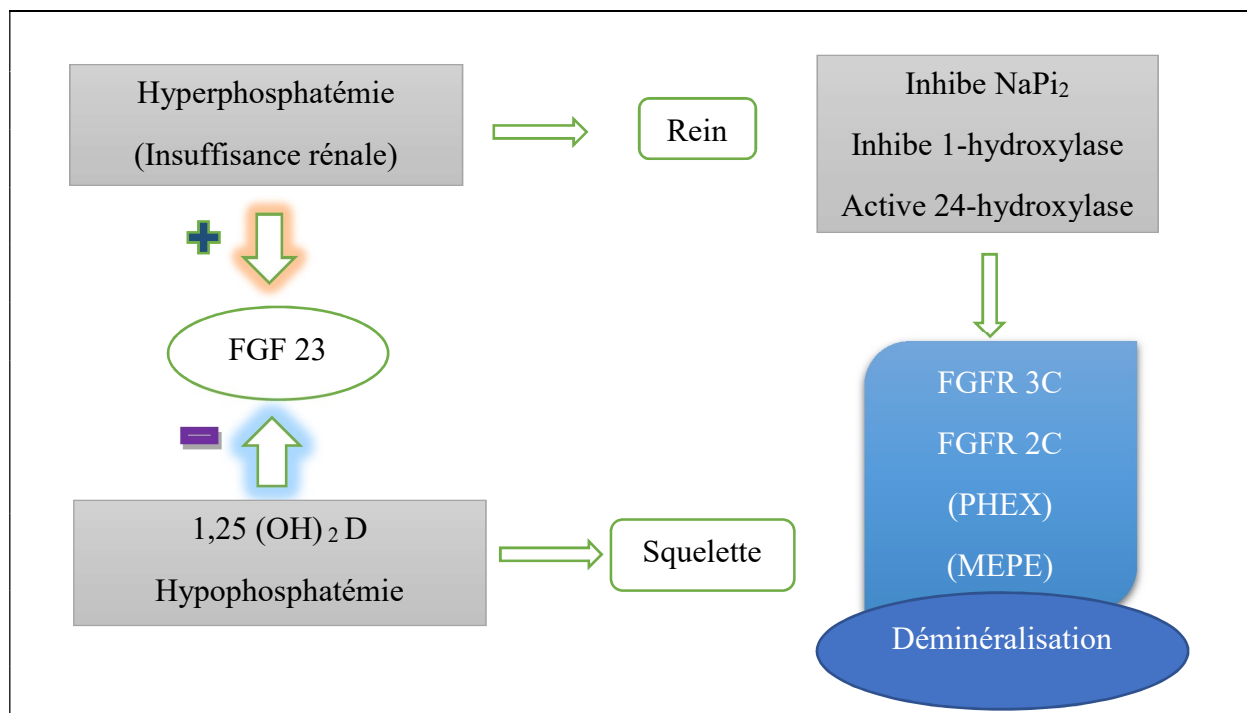 Hyperphosphatémie
(Insuffisance rénale)
Rein
Inhibe NaPi₂
Inhibe 1-hydroxylase
Active 24-hydroxylase
FGF 23
FGFR 3C
FGFR 2C
(PHEX)
(MEPE)
1,25 (OH) ₂ D
Hypophosphatémie
Squelette
Déminéralisation